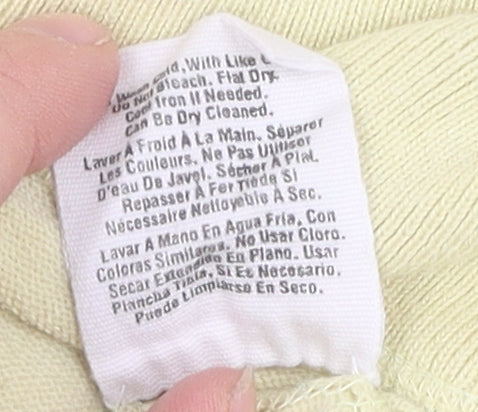 Wash Cold, With Like
Do Not Bleach. Flat Dry.
Cool Iron If Needed.
Can Be Dry Cleaned.
Laver À Froid À La Main. Séparer
Les Couleurs. Ne Pas Utiliser
D'eau De Javel. Sécher À Plat.
Repasser À Fer Tiède Si
Nécessaire Nettoyable À Sec.
Lavar A Mano En Agua Fria, Con
Coloras Similares. No Usar Cloro.
Secar Extendido En Plano. Usar
Plancha Tibia, Si Es Necesario.
Puede Limpiarse En Seco.